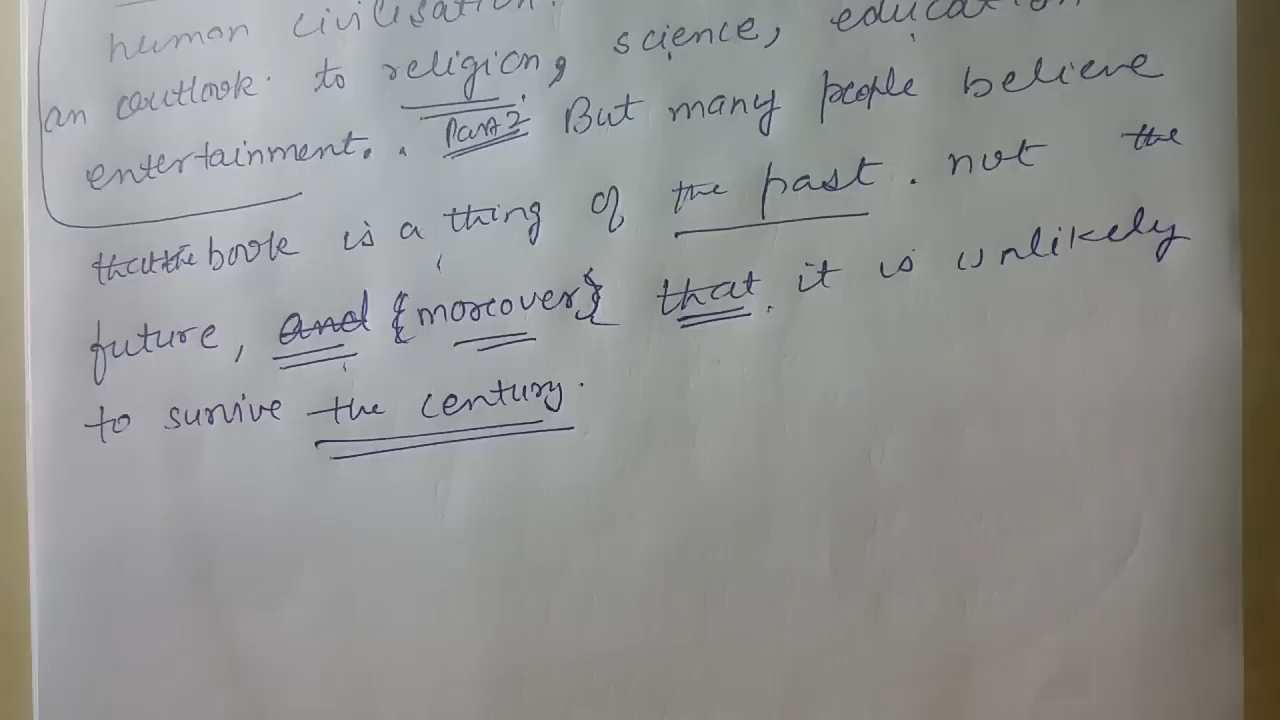 human civilisation.
an outlook to religion, science, education
entertainment. Part 2 But many people believe
that the book is a thing of the past. not the
future, and {moreover} that. it is unlikely
to survive the century.